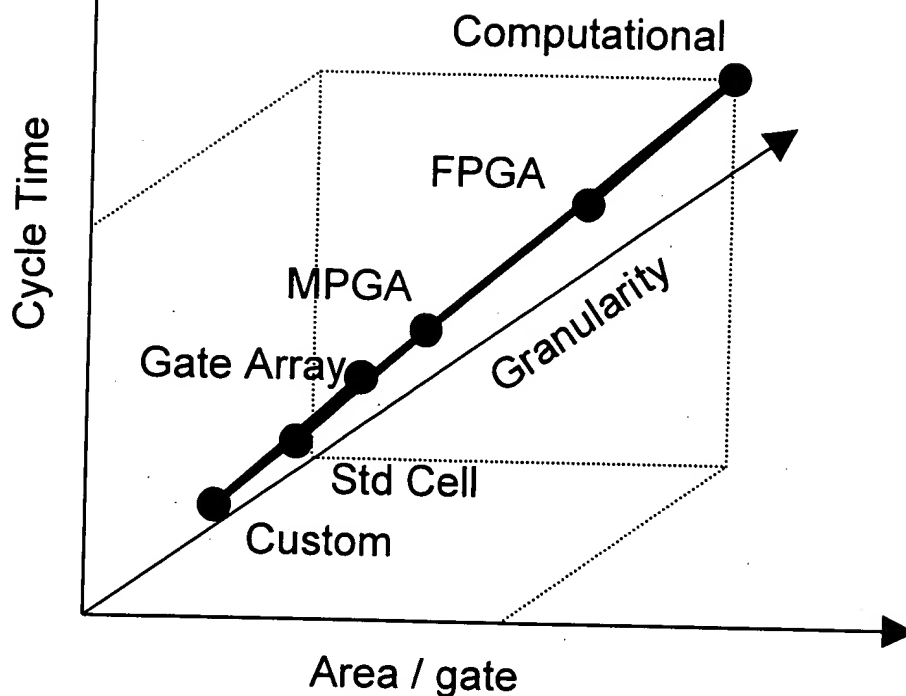 Computational
FPGA
MPGA
Gate Array
Std Cell
Custom
Cycle Time
Granularity
Area / gate